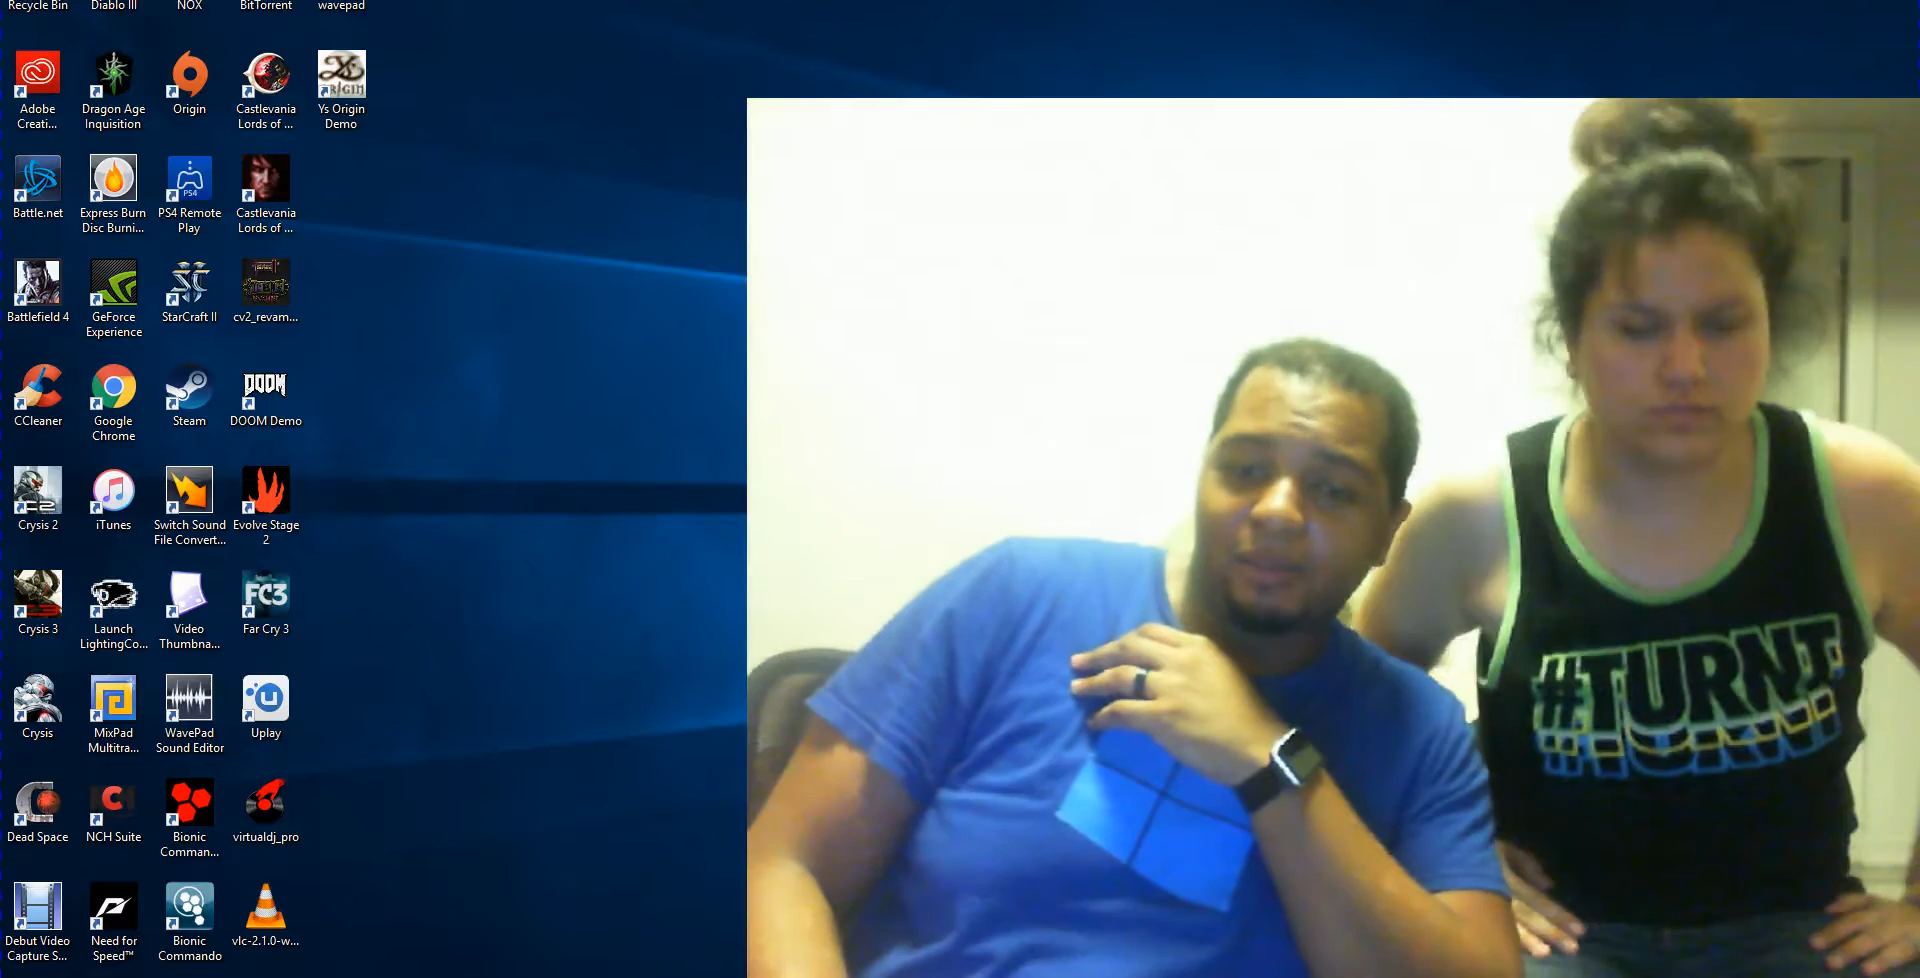 Recycle Bin
Diablo III
NOX
BitTorrent
wavepad
Adobe
Creati...
Dragon Age
Inquisition
Origin
Castlevania
Lords of ...
Ys Origin
Demo
Battle.net
Express Burn
Disc Burni...
PS4
PS4 Remote
Play
Castlevania
Lords of ...
Battlefield 4
GeForce
Experience
StarCraft II
cv2_revam...
CCleaner
Google
Chrome
Steam
DOOM
DOOM Demo
Crysis 2
iTunes
Switch Sound
File Convert...
Evolve Stage
2
Crysis 3
Launch
LightingCo...
Video
Thumbna...
FC3
Far Cry 3
Crysis
MixPad
Multitra...
WavePad
Sound Editor
Uplay
Dead Space
NCH Suite
Bionic
Comman...
virtualdj_pro
Debut Video
Capture S...
Need for
Speed™
Bionic
Commando
vlc-2.1.0-w...
#TURNT
#TURNT